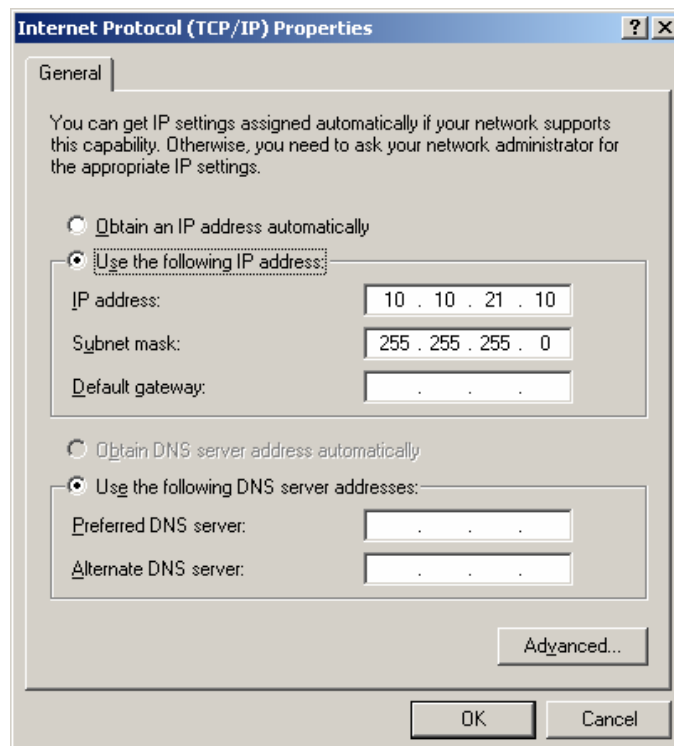 Internet Protocol (TCP/IP) Properties
General
You can get IP settings assigned automatically if your network supports
this capability. Otherwise, you need to ask your network administrator for
the appropriate IP settings.
Obtain an IP address automatically
Use the following IP address:
IP address: 10 . 10 . 21 . 10
Subnet mask: 255 . 255 . 255 . 0
Default gateway: . . .
Obtain DNS server address automatically
Use the following DNS server addresses:
Preferred DNS server: . . .
Alternate DNS server: . . .
Advanced...
OK Cancel